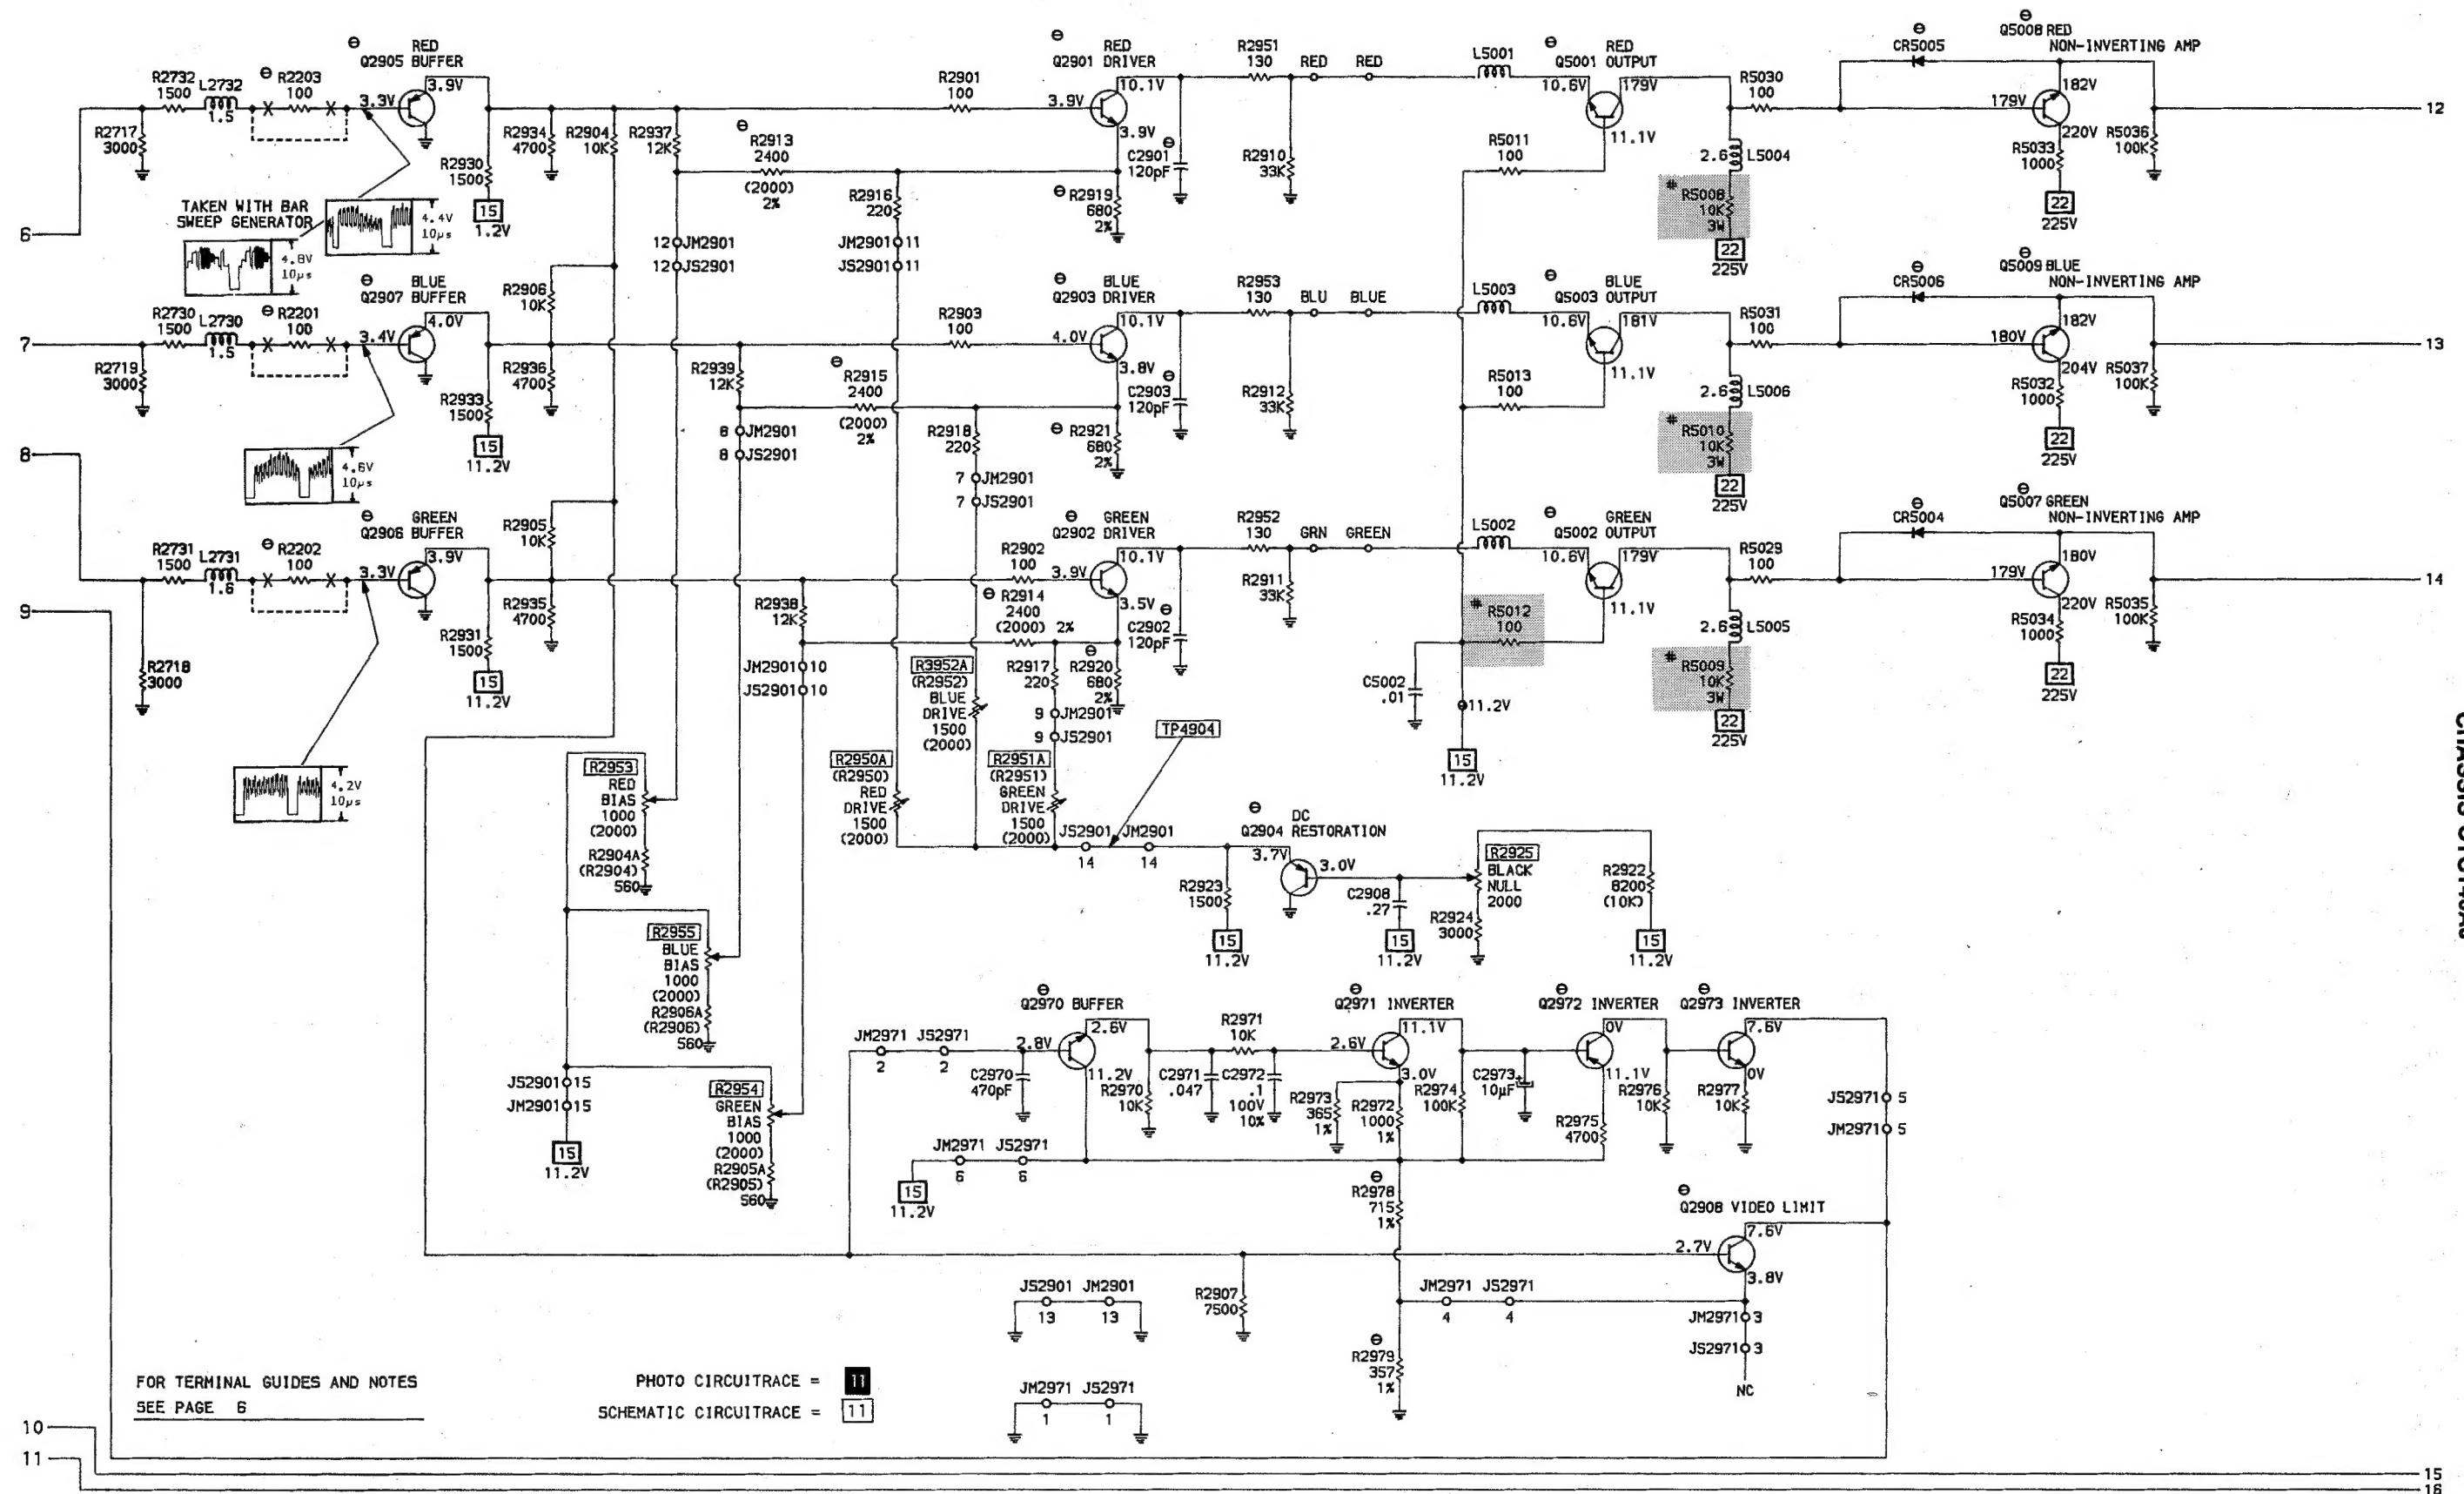 RED
Q2905 BUFFER
R2732
1500
L2732
1.5
R2203
100
3.3V
3.9V
R2717
3000
R2930
1500
15
1.2V
R2934
4700
R2904
10K
R2937
12K
R2913
2400
(2000)
2%
R2901
100
RED
Q2901 DRIVER
10.1V
3.9V
3.9V
C2901
120pF
R2916
220
R2919
680
2%
R2951
130
RED
RED
R2910
33K
L5001
RED
Q5001 OUTPUT
10.6V
179V
11.1V
R5011
100
2.6
L5004
#
R5008
10K
3W
22
225V
R5030
100
CR5005
Q5008 RED
NON-INVERTING AMP
179V
182V
220V
R5033
1000
22
225V
R5036
100K
12
TAKEN WITH BAR
SWEEP GENERATOR
4.4V
10µs
4.8V
10µs
6
12
JM2901
12
JS2901
JM2901
11
JS2901
11
BLUE
Q2907 BUFFER
R2730
1500
L2730
1.5
R2201
100
3.4V
4.0V
7
R2719
3000
R2933
1500
15
11.2V
R2906
10K
R2936
4700
R2939
12K
R2915
2400
(2000)
2%
R2903
100
BLUE
Q2903 DRIVER
10.1V
4.0V
3.8V
C2903
120pF
R2918
220
R2921
680
2%
R2953
130
BLU
BLUE
R2912
33K
L5003
BLUE
Q5003 OUTPUT
10.6V
181V
11.1V
R5013
100
2.6
L5006
#
R5010
10K
3W
22
225V
R5031
100
CR5006
Q5009 BLUE
NON-INVERTING AMP
180V
182V
204V
R5032
1000
22
225V
R5037
100K
13
8
8
JM2901
8
JS2901
7
JM2901
7
JS2901
4.6V
10µs
GREEN
Q2906 BUFFER
R2731
1500
L2731
1.6
R2202
100
3.3V
3.9V
9
R2718
3000
R2931
1500
15
11.2V
R2905
10K
R2935
4700
R2938
12K
R2902
100
R2914
2400
(2000)
2%
GREEN
Q2902 DRIVER
10.1V
3.9V
3.5V
C2902
120pF
R2917
220
R2920
680
2%
R2952
130
GRN
GREEN
R2911
33K
L5002
GREEN
Q5002 OUTPUT
10.6V
179V
11.1V
#
R5012
100
C5002
.01
11.2V
15
11.2V
2.6
L5005
#
R5009
10K
3W
22
225V
R5029
100
CR5004
Q5007 GREEN
NON-INVERTING AMP
179V
180V
220V
R5034
1000
22
225V
R5035
100K
14
JM2901
10
JS2901
10
9
JM2901
9
JS2901
4.2V
10µs
R2953
RED
BIAS
1000
(2000)
R2904A
(R2904)
560
R2950A
(R2950)
RED
DRIVE
1500
(2000)
R3952A
(R2952)
BLUE
DRIVE
1500
(2000)
R2951A
(R2951)
GREEN
DRIVE
1500
(2000)
TP4904
JS2901
14
JM2901
14
DC
Q2904 RESTORATION
3.7V
3.0V
R2923
1500
15
11.2V
C2908
.27
15
11.2V
R2925
BLACK
NULL
2000
R2924
3000
R2922
8200
(10K)
15
11.2V
R2955
BLUE
BIAS
1000
(2000)
R2906A
(R2906)
560
JS2901
15
JM2901
15
15
11.2V
R2954
GREEN
BIAS
1000
(2000)
R2905A
(R2905)
560
JM2971
2
JS2971
2
Q2970 BUFFER
2.8V
2.6V
11.2V
C2970
470pF
R2970
10K
C2971
.047
R2971
10K
C2972
.1
100V
10%
Q2971 INVERTER
2.6V
11.1V
3.0V
R2973
365
1%
R2972
1000
1%
R2974
100K
C2973
10µF
+
Q2972 INVERTER
0V
11.1V
R2975
4700
R2976
10K
Q2973 INVERTER
7.6V
0V
R2977
10K
JS2971
5
JM2971
5
JM2971
6
JS2971
6
15
11.2V
R2978
715
1%
Q2908 VIDEO LIMIT
2.7V
7.6V
3.8V
JS2901
13
JM2901
13
R2907
7500
JM2971
4
JS2971
4
JM2971
3
JS2971
3
NC
R2979
357
1%
JM2971
1
JS2971
1
FOR TERMINAL GUIDES AND NOTES
SEE PAGE 6
PHOTO CIRCUITRACE =
11
SCHEMATIC CIRCUITRACE =
11
10
11
15
16